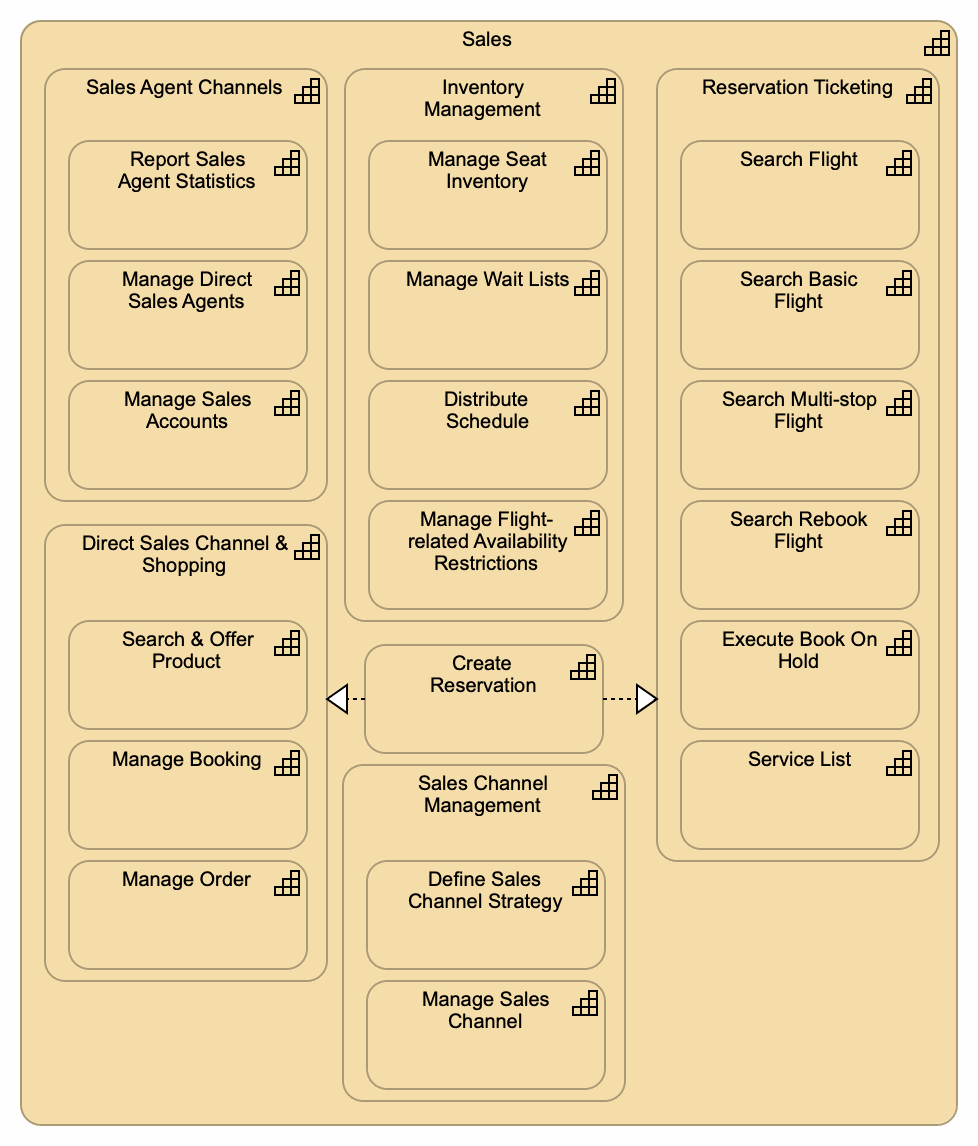 Sales
Sales Agent Channels
Report Sales
Agent Statistics
Manage Direct
Sales Agents
Manage Sales
Accounts
Direct Sales Channel &
Shopping
Search & Offer
Product
Manage Booking
Manage Order
Inventory
Management
Manage Seat
Inventory
Manage Wait Lists
Distribute
Schedule
Manage Flight-
related Availability
Restrictions
Create
Reservation
Sales Channel
Management
Define Sales
Channel Strategy
Manage Sales
Channel
Reservation Ticketing
Search Flight
Search Basic
Flight
Search Multi-stop
Flight
Search Rebook
Flight
Execute Book On
Hold
Service List